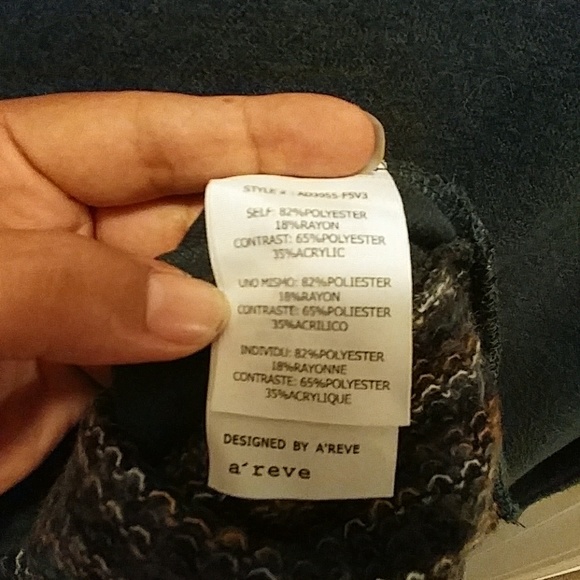 STYLE # :
SELF: 82%POLYESTER
18%RAYON
CONTRAST: 65%POLYESTER
35%ACRYLIC
UNO MISMO: 82%POLIESTER
18%RAYON
CONTRASTE: 65%POLIESTER
35%ACRILICO
INDIVIDU: 82%POLYESTER
18%RAYONNE
CONTRASTE: 65%POLYESTER
35%ACRYLIQUE
DESIGNED BY A'REVE
a´reve